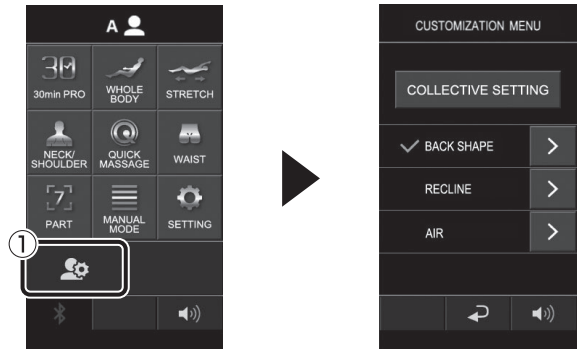 A
30min PRO
WHOLE
BODY
STRETCH
NECK/
SHOULDER
QUICK
MASSAGE
WAIST
7
PART
MANUAL
MODE
SETTING
1
CUSTOMIZATION MENU
COLLECTIVE SETTING
BACK SHAPE
RECLINE
AIR